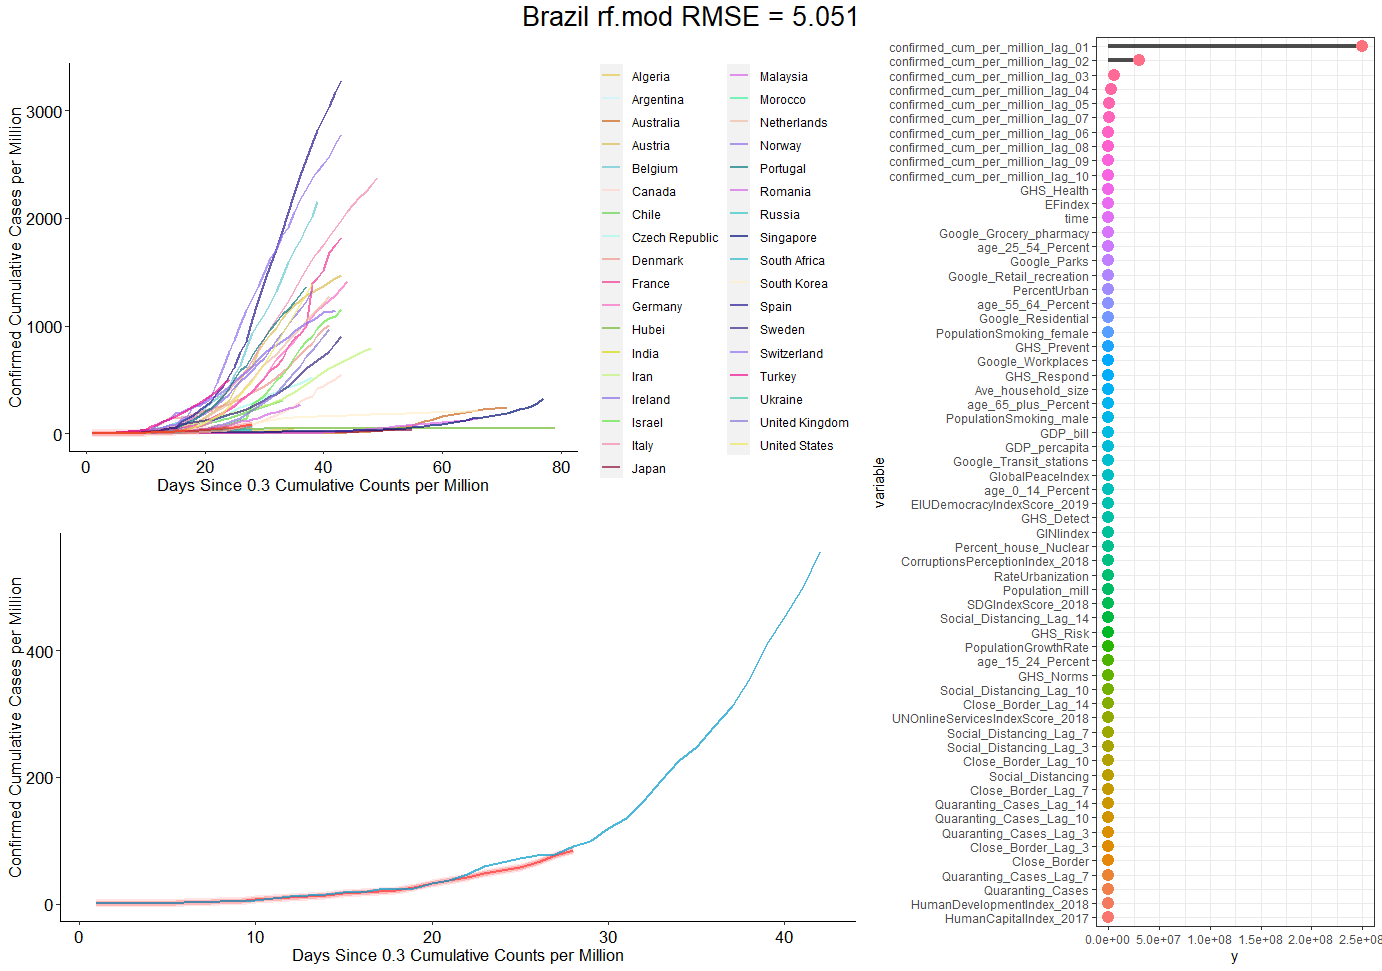 Brazil rf.mod RMSE = 5.051
Confirmed Cumulative Cases per Million
3000
2000
1000
0
0 20 40 60 80
Days Since 0.3 Cumulative Counts per Million
Algeria
Argentina
Australia
Austria
Belgium
Canada
Chile
Czech Republic
Denmark
France
Germany
Hubei
India
Iran
Ireland
Israel
Italy
Japan
Malaysia
Morocco
Netherlands
Norway
Portugal
Romania
Russia
Singapore
South Africa
South Korea
Spain
Sweden
Switzerland
Turkey
Ukraine
United Kingdom
United States
Confirmed Cumulative Cases per Million
400
200
0
0 10 20 30 40
Days Since 0.3 Cumulative Counts per Million
variable
confirmed_cum_per_million_lag_01
confirmed_cum_per_million_lag_02
confirmed_cum_per_million_lag_03
confirmed_cum_per_million_lag_04
confirmed_cum_per_million_lag_05
confirmed_cum_per_million_lag_07
confirmed_cum_per_million_lag_06
confirmed_cum_per_million_lag_08
confirmed_cum_per_million_lag_09
confirmed_cum_per_million_lag_10
GHS_Health
EFindex
time
Google_Grocery_pharmacy
age_25_54_Percent
Google_Parks
Google_Retail_recreation
PercentUrban
age_55_64_Percent
Google_Residential
PopulationSmoking_female
GHS_Prevent
Google_Workplaces
GHS_Respond
Ave_household_size
age_65_plus_Percent
PopulationSmoking_male
GDP_bill
GDP_percapita
Google_Transit_stations
GlobalPeaceIndex
age_0_14_Percent
EIUDemocracyIndexScore_2019
GHS_Detect
GINIindex
Percent_house_Nuclear
CorruptionsPerceptionIndex_2018
RateUrbanization
Population_mill
SDGIndexScore_2018
Social_Distancing_Lag_14
GHS_Risk
PopulationGrowthRate
age_15_24_Percent
GHS_Norms
Social_Distancing_Lag_10
Close_Border_Lag_14
UNOnlineServicesIndexScore_2018
Social_Distancing_Lag_7
Social_Distancing_Lag_3
Close_Border_Lag_10
Social_Distancing
Close_Border_Lag_7
Quaranting_Cases_Lag_14
Quaranting_Cases_Lag_10
Quaranting_Cases_Lag_3
Close_Border_Lag_3
Close_Border
Quaranting_Cases_Lag_7
Quaranting_Cases
HumanDevelopmentIndex_2018
HumanCapitalIndex_2017
0.0e+00 5.0e+07 1.0e+08 1.5e+08 2.0e+08 2.5e+08
y